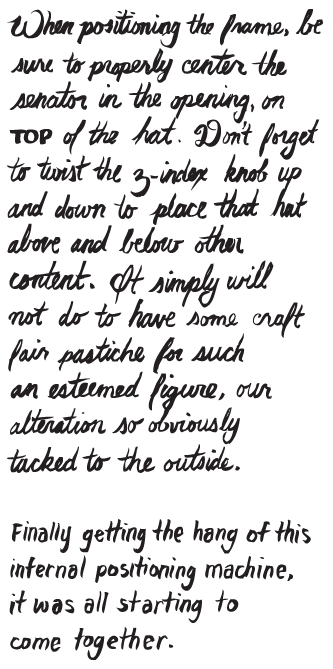 When positioning the frame, be
sure to properly center the
senator in the opening, on
TOP of the hat. Don't forget
to twist the z-index knob up
and down to place that hat
above and below other
content. It simply will
not do to have some craft
fair pastiche for such
an esteemed figure, our
alteration so obviously
tacked to the outside.
Finally getting the hang of this
infernal positioning machine,
it was all starting to
come together.